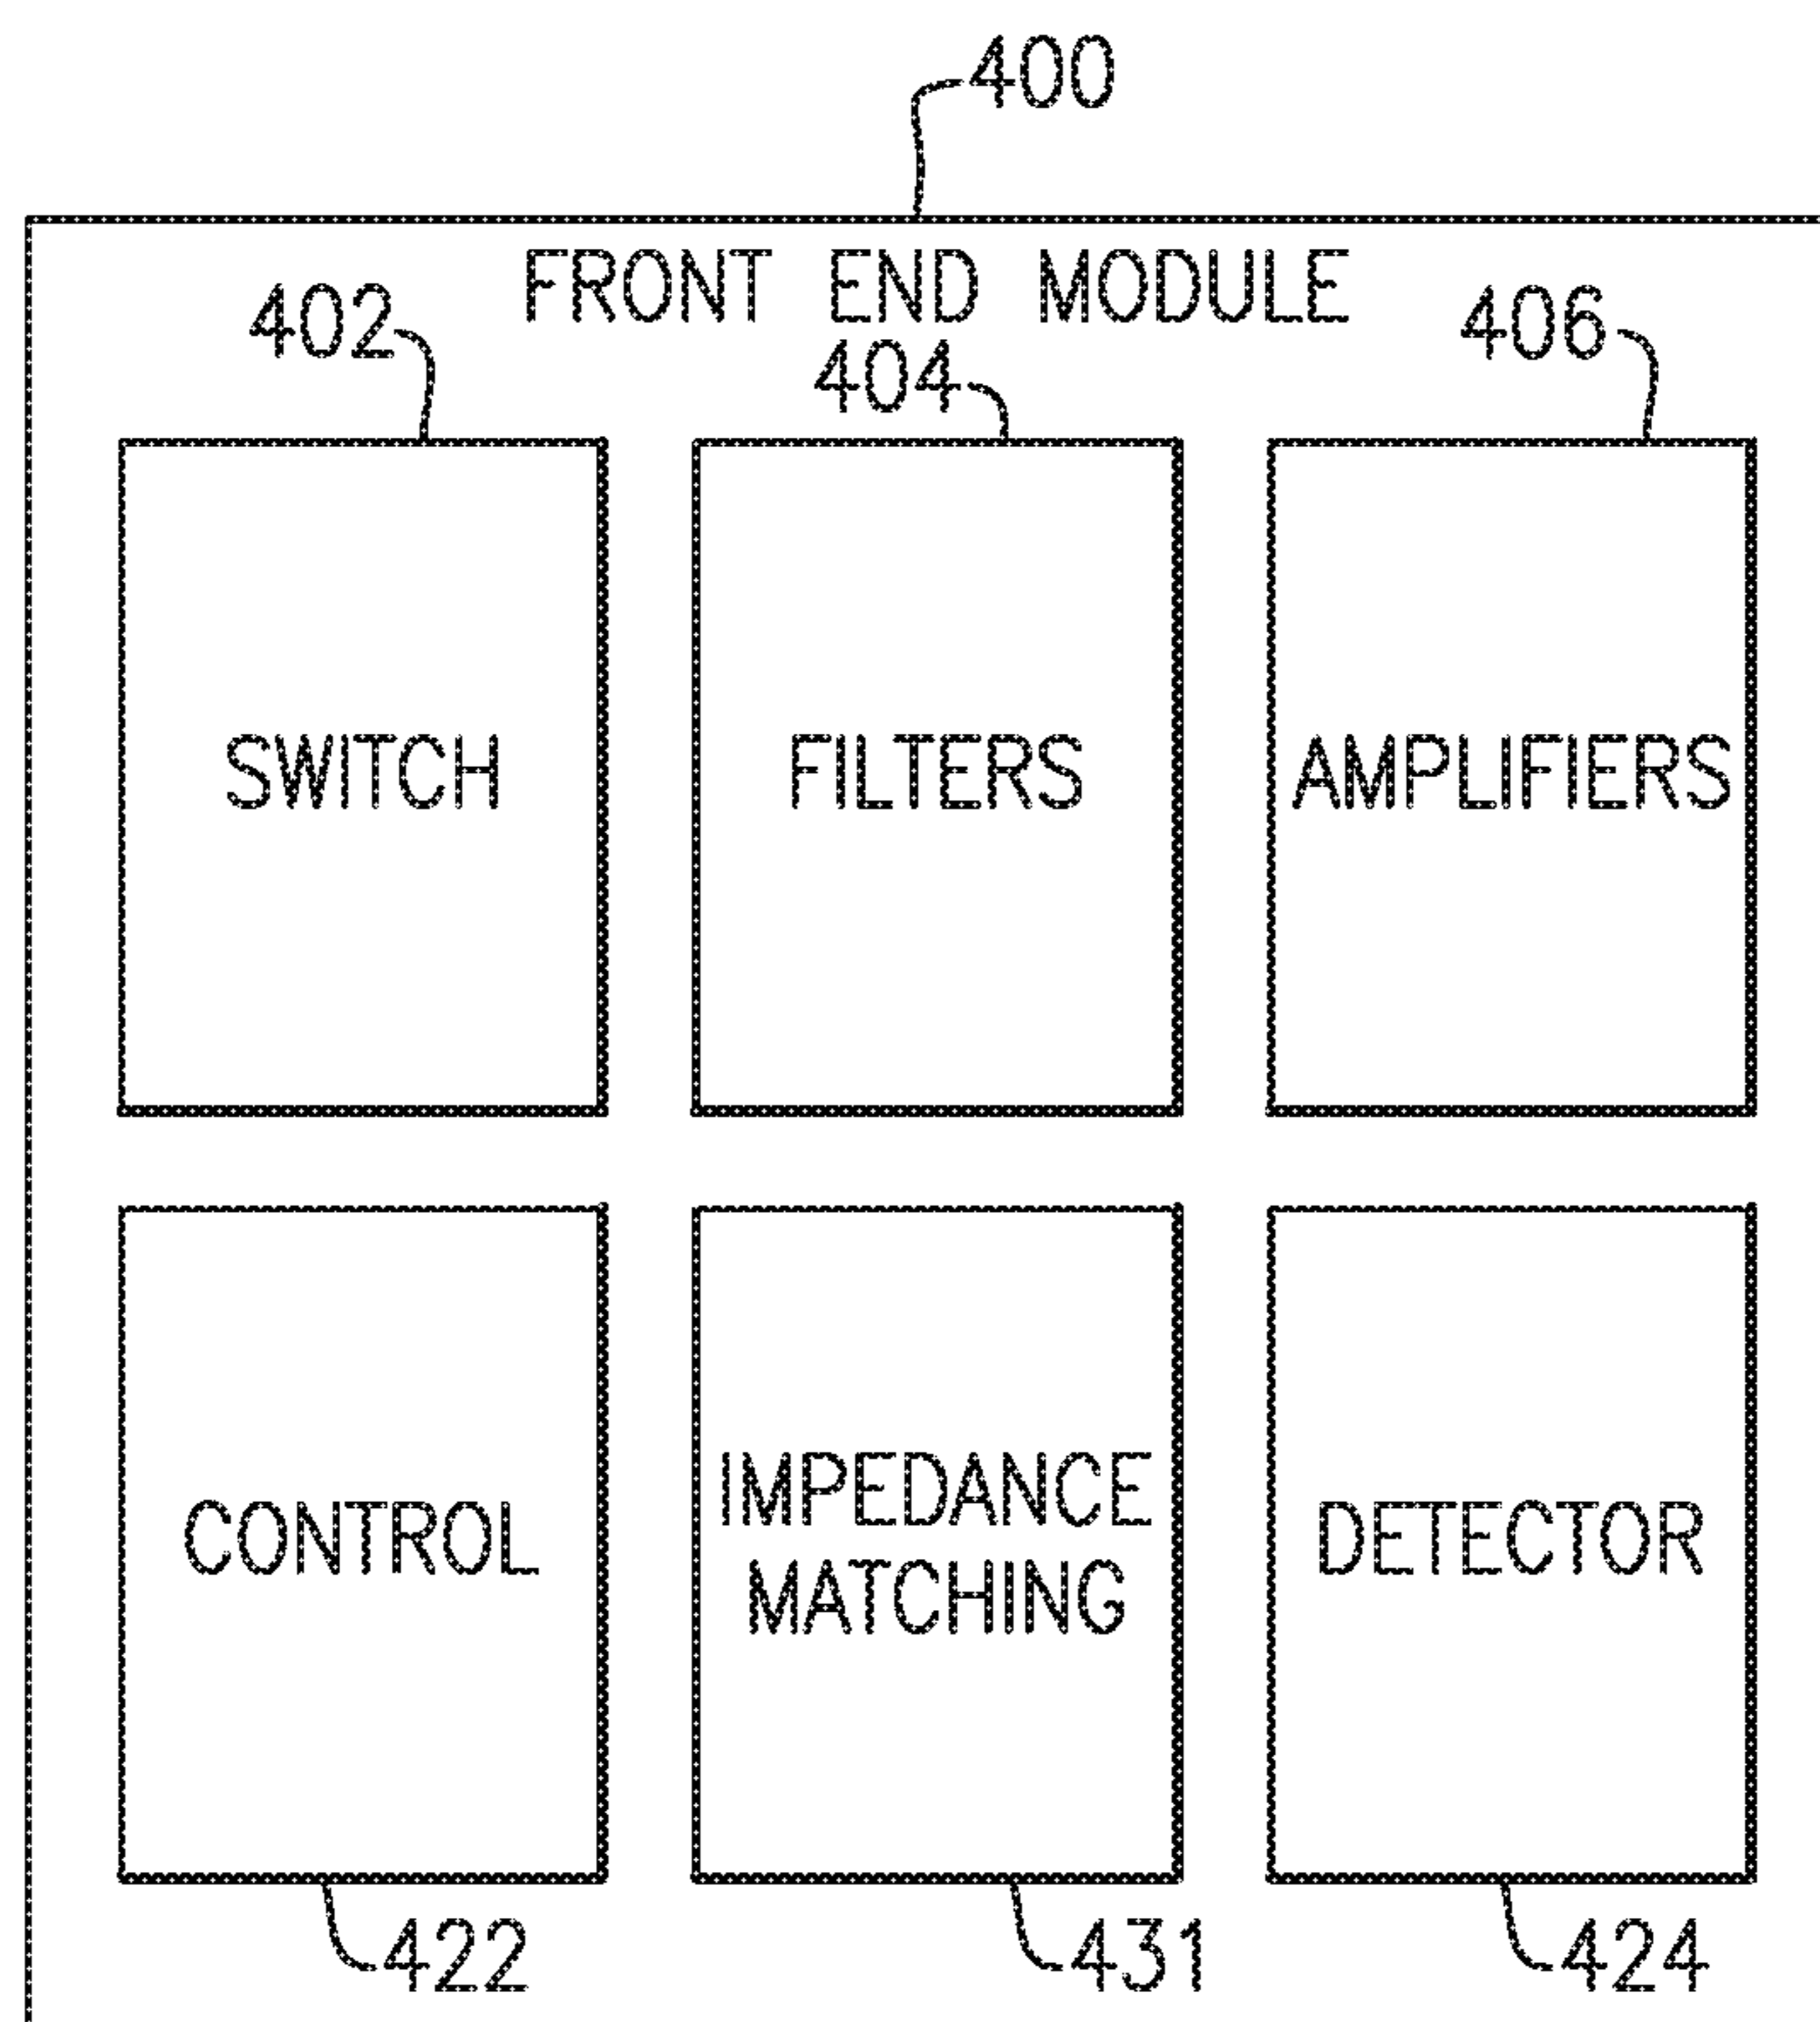 400
FRONT END MODULE
402
404
406
SWITCH
FILTERS
AMPLIFIERS
CONTROL
IMPEDANCE
MATCHING
DETECTOR
422
431
424